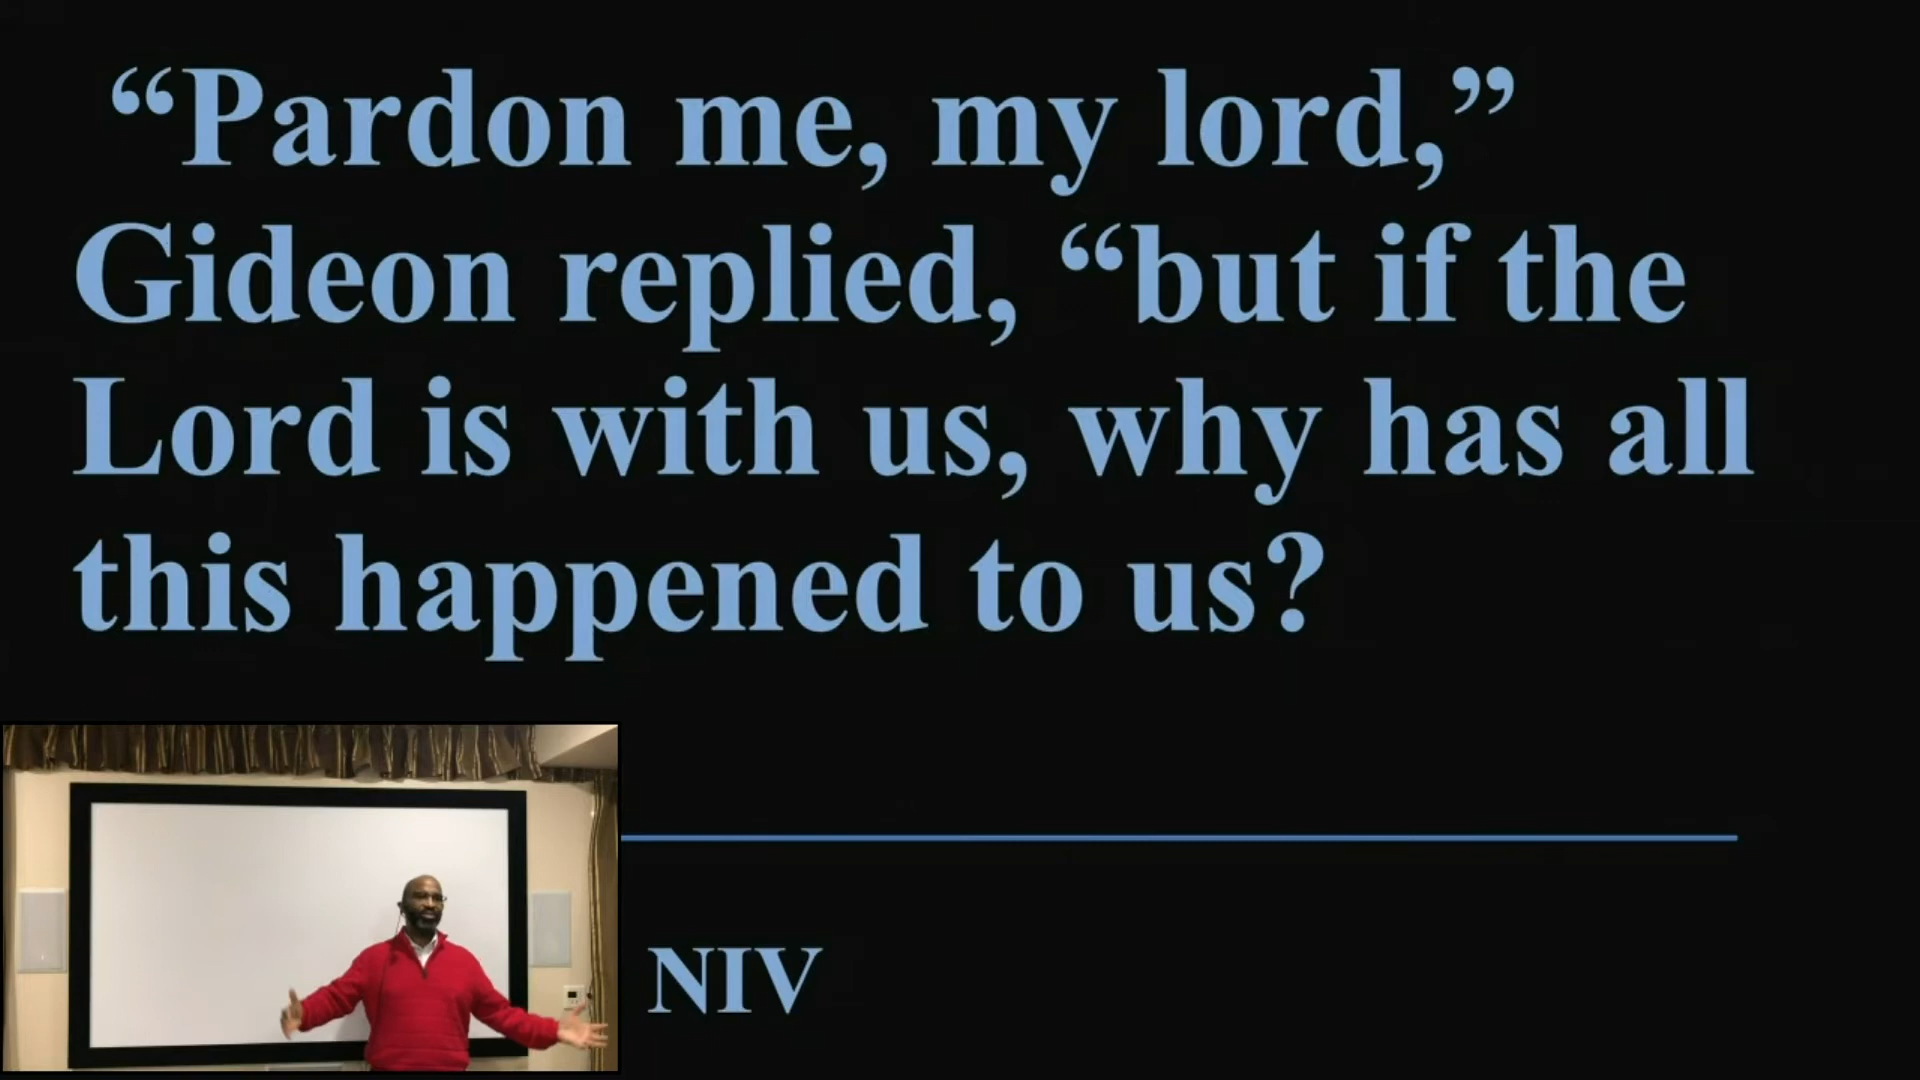 “Pardon me, my lord,”
Gideon replied, “but if the
Lord is with us, why has all
this happened to us?
NIV